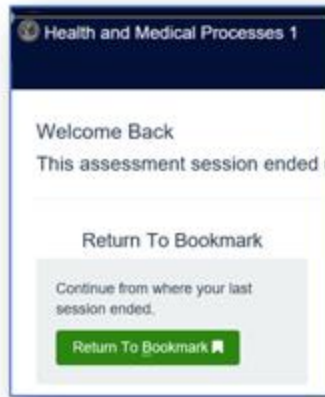 Health and Medical Processes 1
Welcome Back
This assessment session ended
Return To Bookmark
Continue from where your last
session ended.
Return To Bookmark